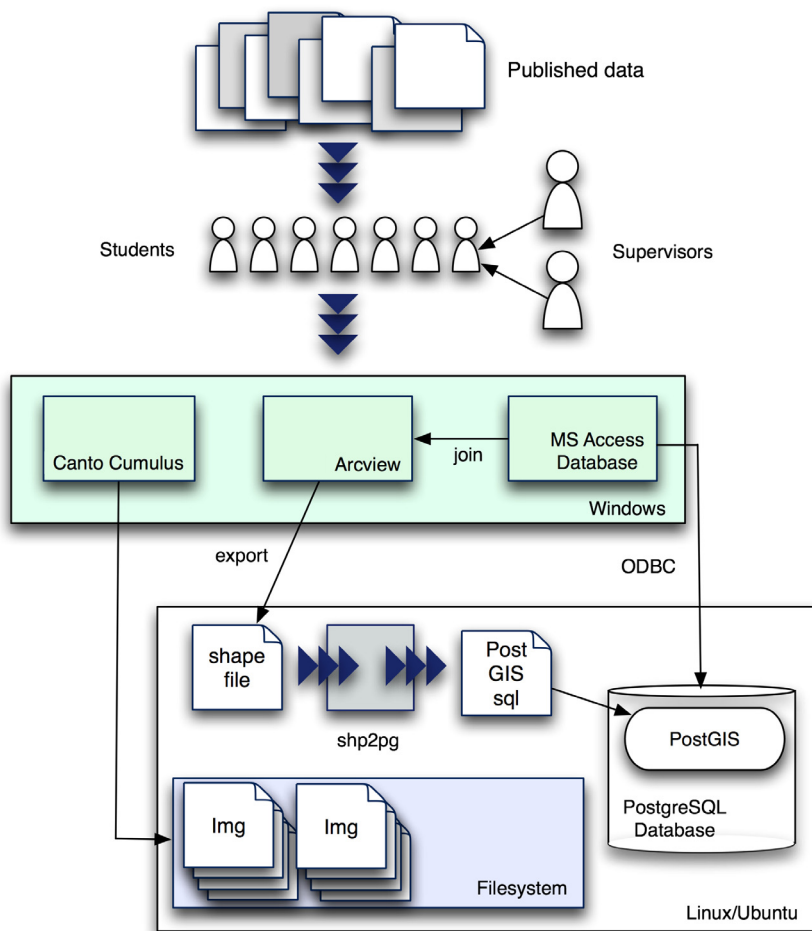 Published data
Students
Supervisors
Canto Cumulus
Arcview
join
MS Access
Database
Windows
export
ODBC
shape
file
shp2pg
Post
GIS
sql
PostGIS
PostgreSQL
Database
Img
Img
Filesystem
Linux/Ubuntu